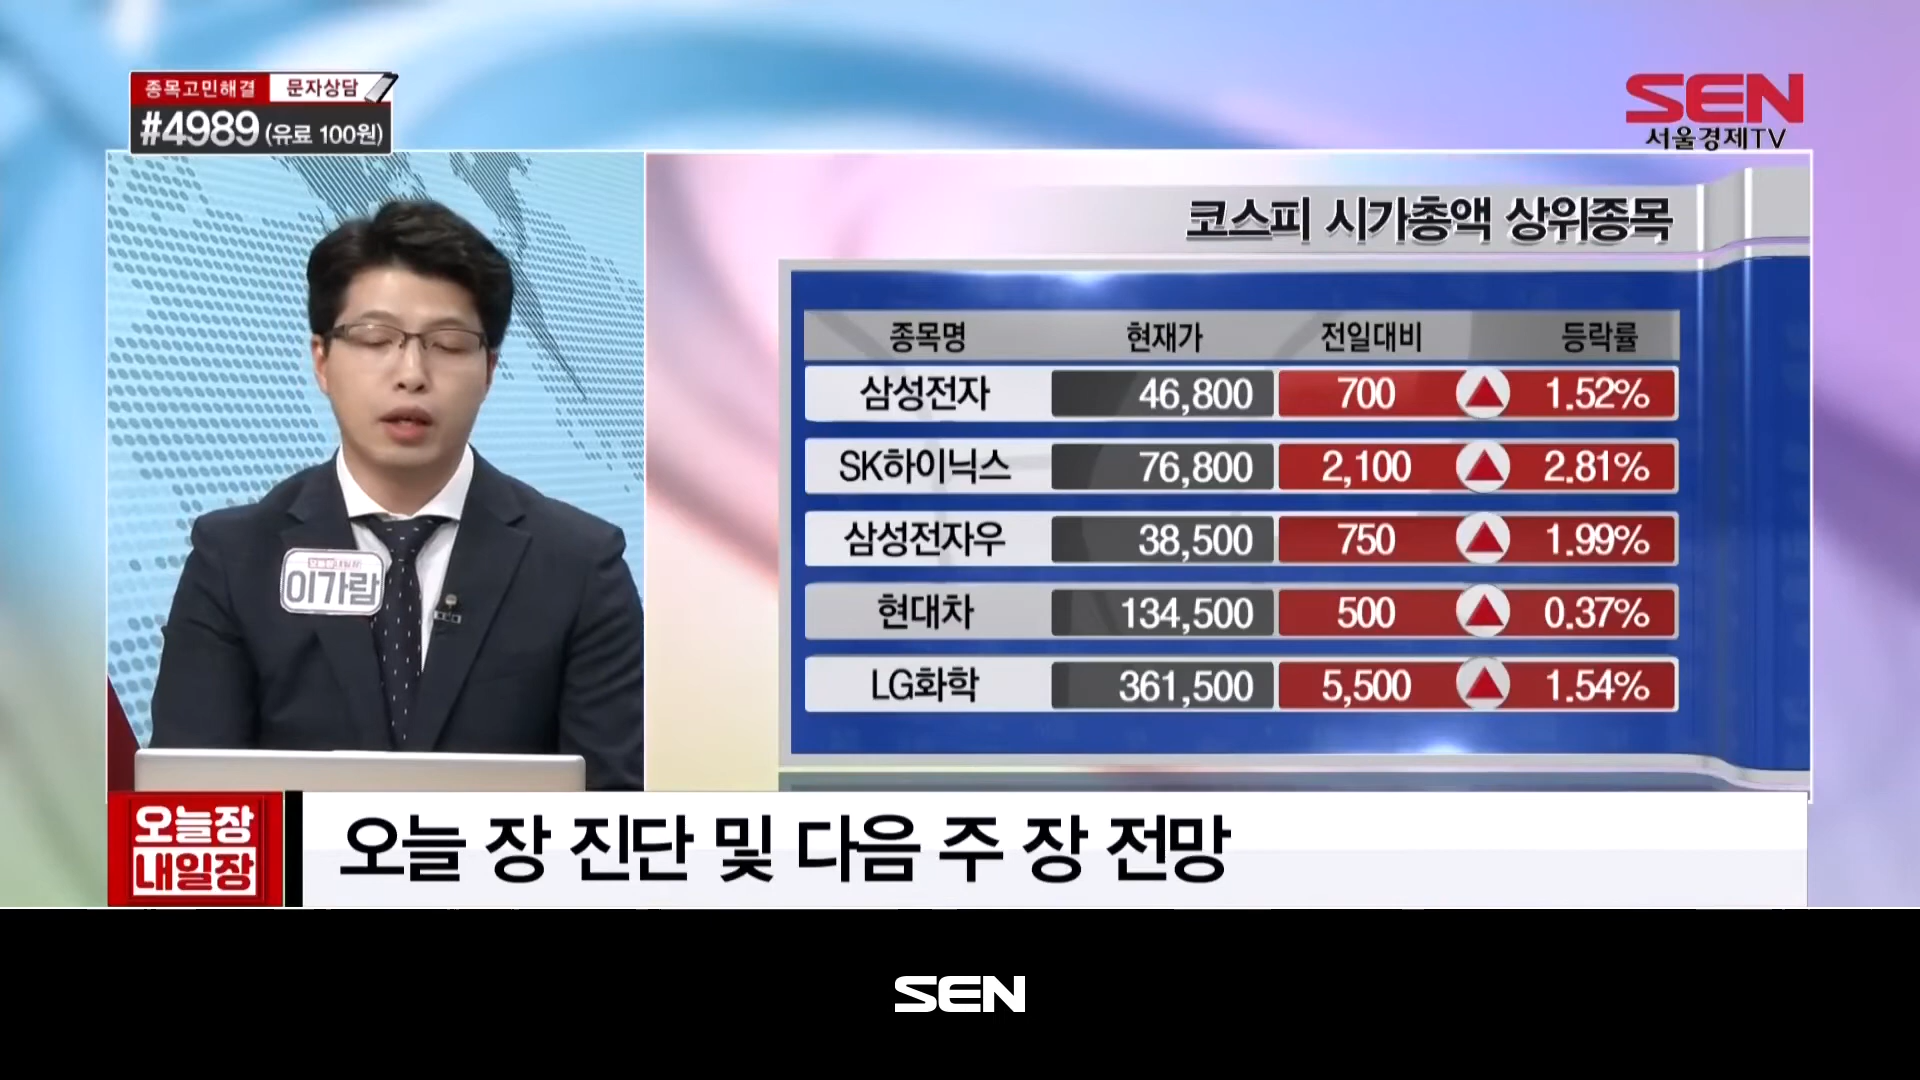 종목고민해결 문자상담
#4989 (유료 100원)
SEN
서울경제TV
코스피 시가총액 상위종목
종목명 현재가 전일대비 등락률
삼성전자 46,800 700 ▲ 1.52%
SK하이닉스 76,800 2,100 ▲ 2.81%
삼성전자우 38,500 750 ▲ 1.99%
현대차 134,500 500 ▲ 0.37%
LG화학 361,500 5,500 ▲ 1.54%
이가람
오늘장
내일장
오늘 장 진단 및 다음 주 장 전망
SEN